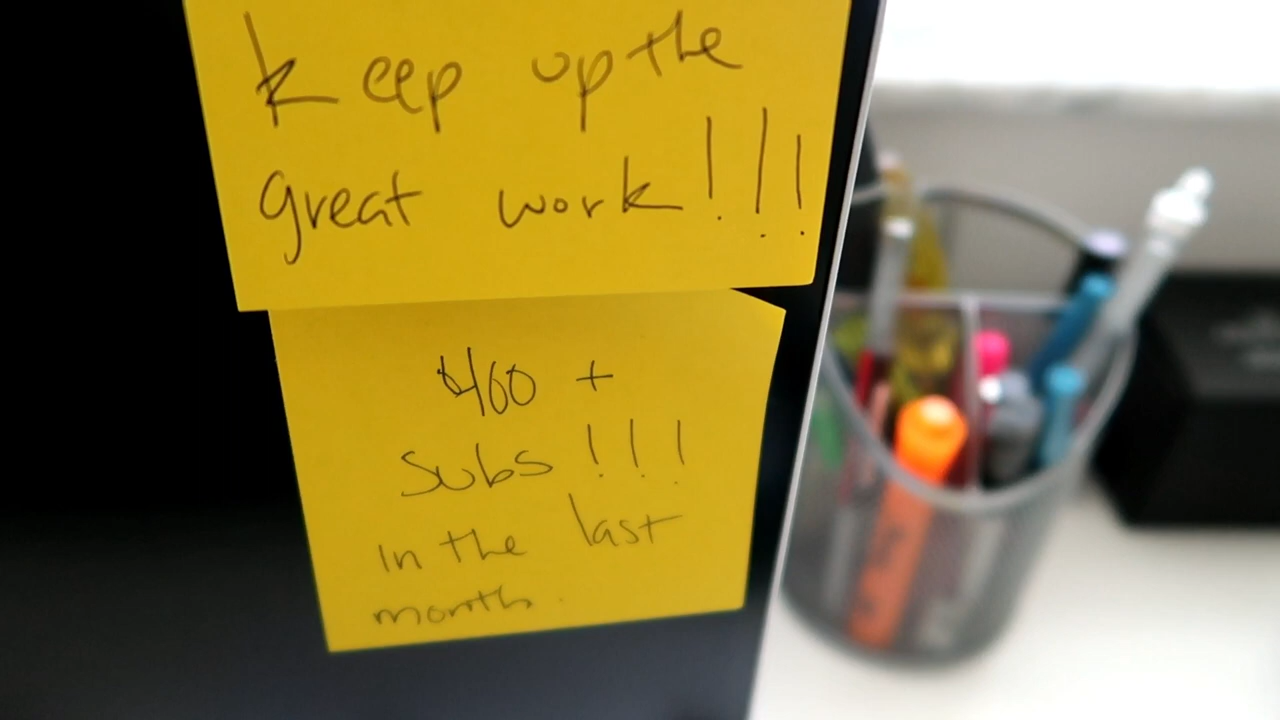 keep up the
great work!!!
400 +
subs!!!
in the last
month.